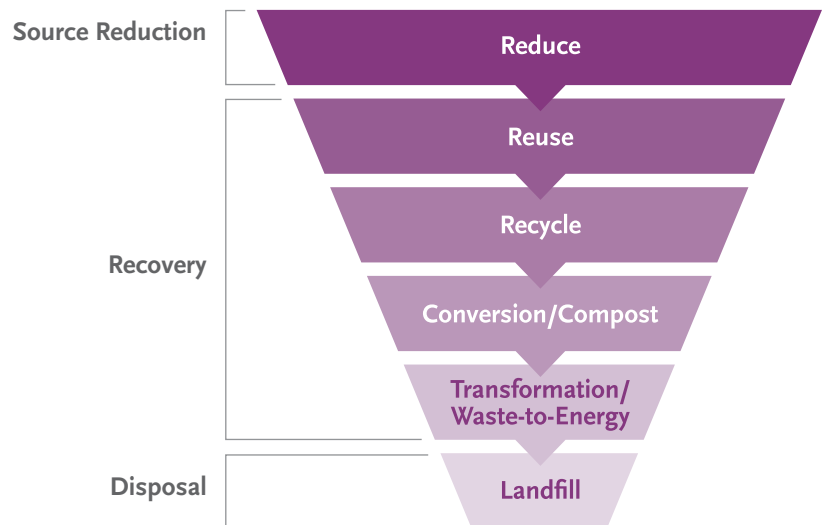 Source Reduction
Reduce
Reuse
Recycle
Recovery
Conversion/Compost
Transformation/
Waste-to-Energy
Disposal
Landfill